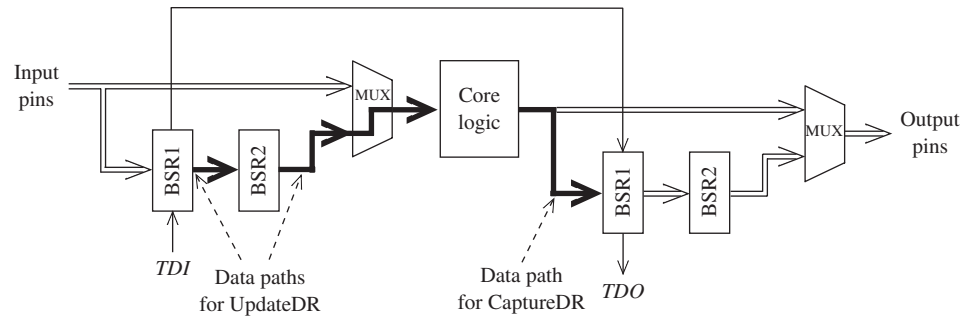 Input
pins
MUX
Core
logic
MUX
Output
pins
BSR1
BSR2
BSR1
BSR2
TDI
Data paths
for UpdateDR
Data path
for CaptureDR
TDO